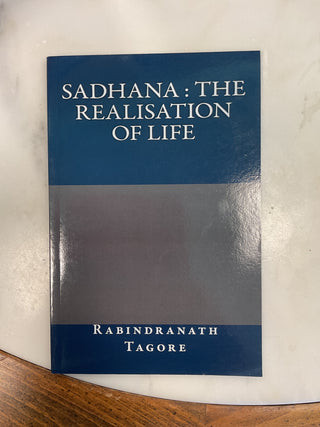 SADHANA : THE
REALISATION
OF LIFE
RABINDRANATH
TAGORE